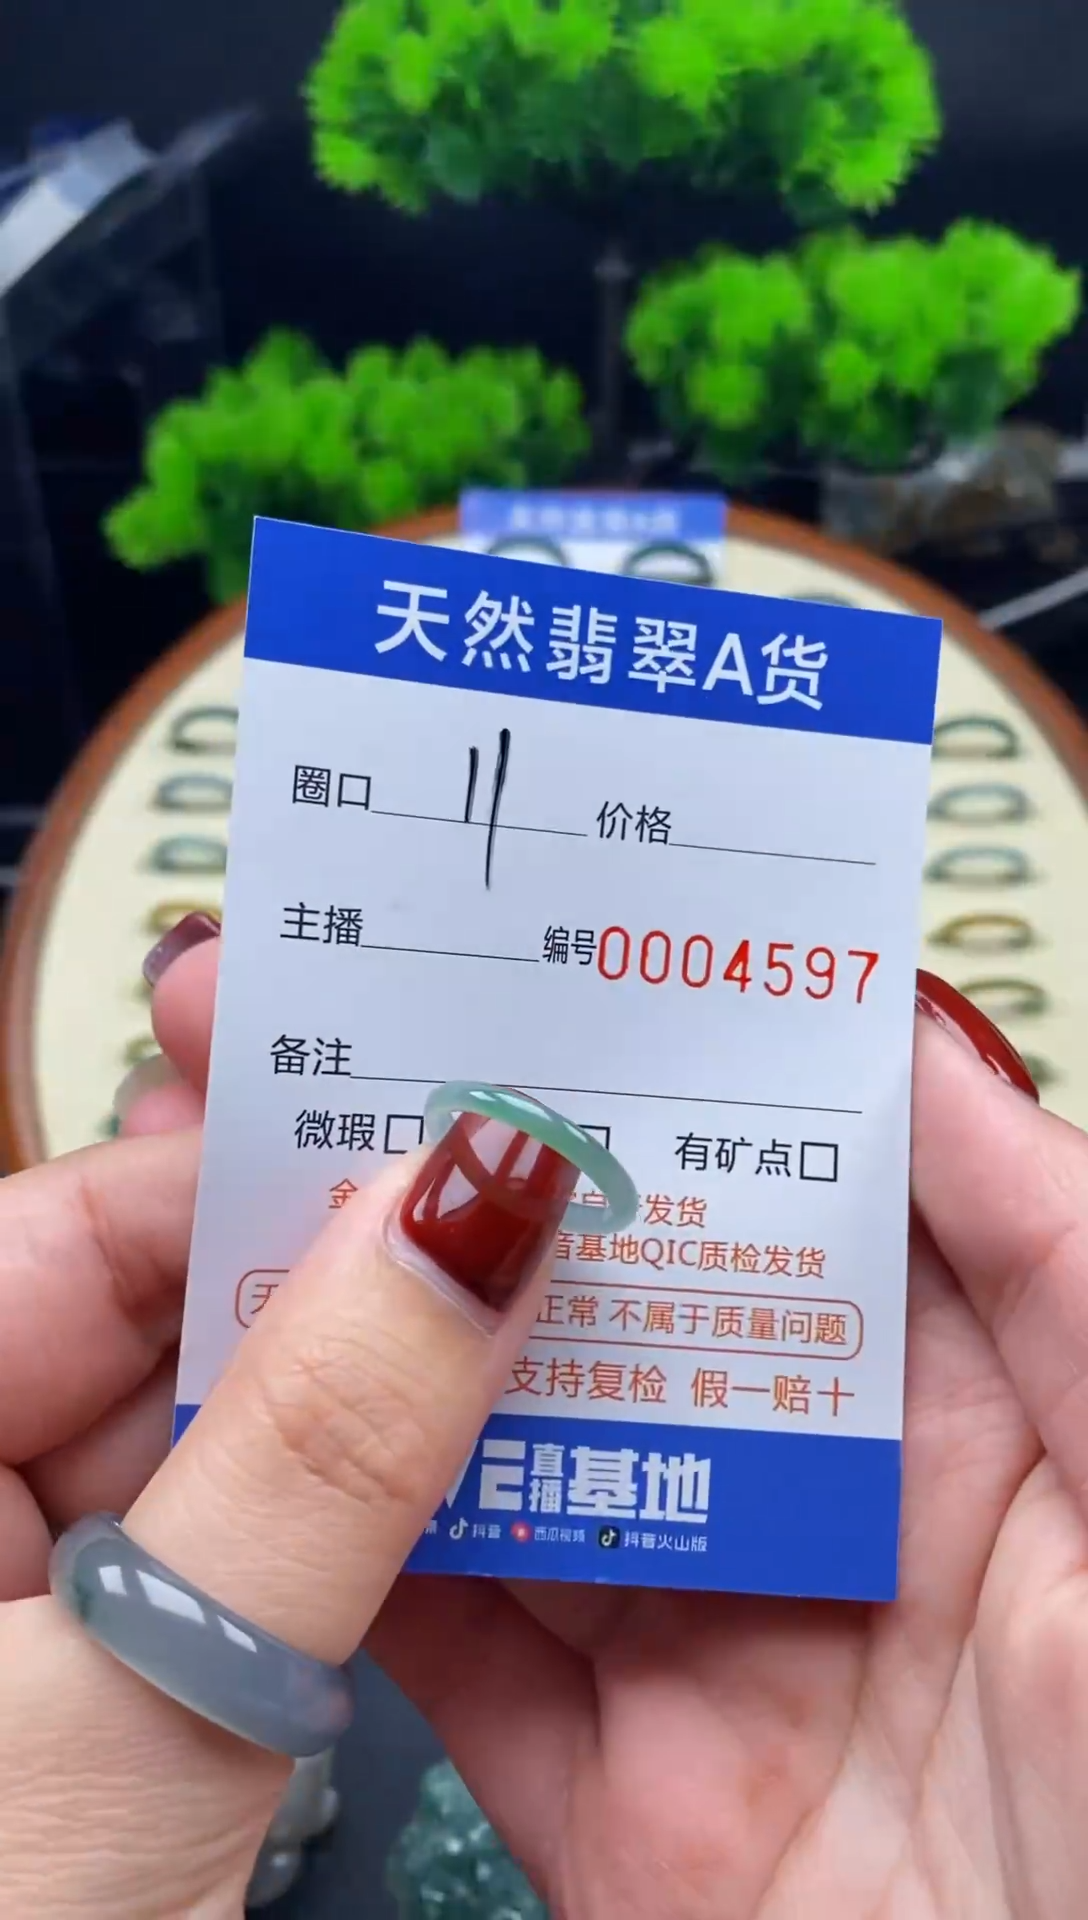 天然翡翠A货
圈口 11 价格
主播 编号0004597
备注
微瑕□ □ 有矿点□
金 发货
音基地QIC质检发货
正常 不属于质量问题
支持复检 假一赔十
VE直播基地
抖音 西瓜视频 抖音火山版